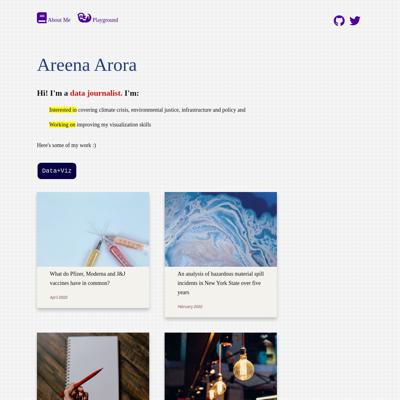 About Me Playground
Areena Arora
Hi! I'm a data journalist. I'm:
Interested in covering climate crisis, environmental justice, infrastructure and policy and
Working on improving my visualization skills
Here's some of my work :)
Data+Viz
What do Pfizer, Moderna and J&J
vaccines have in common?
April 2022
An analysis of hazardous material spill
incidents in New York State over five
years
February 2022